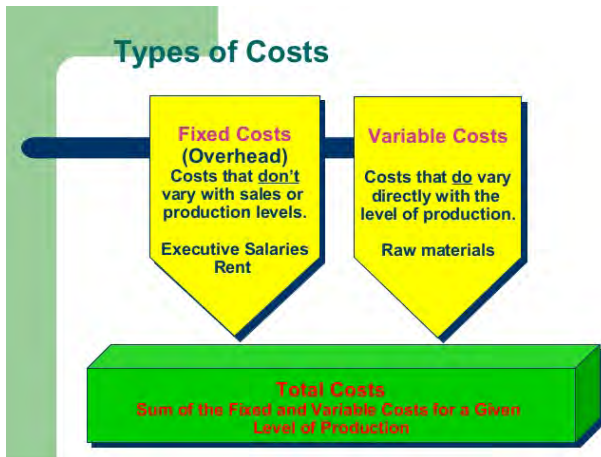 Types of Costs
Fixed Costs
(Overhead)
Costs that don't
vary with sales or
production levels.
Executive Salaries
Rent
Variable Costs
Costs that do vary
directly with the
level of production.
Raw materials
Total Costs
Sum of the Fixed and Variable Costs for a Given
Level of Production